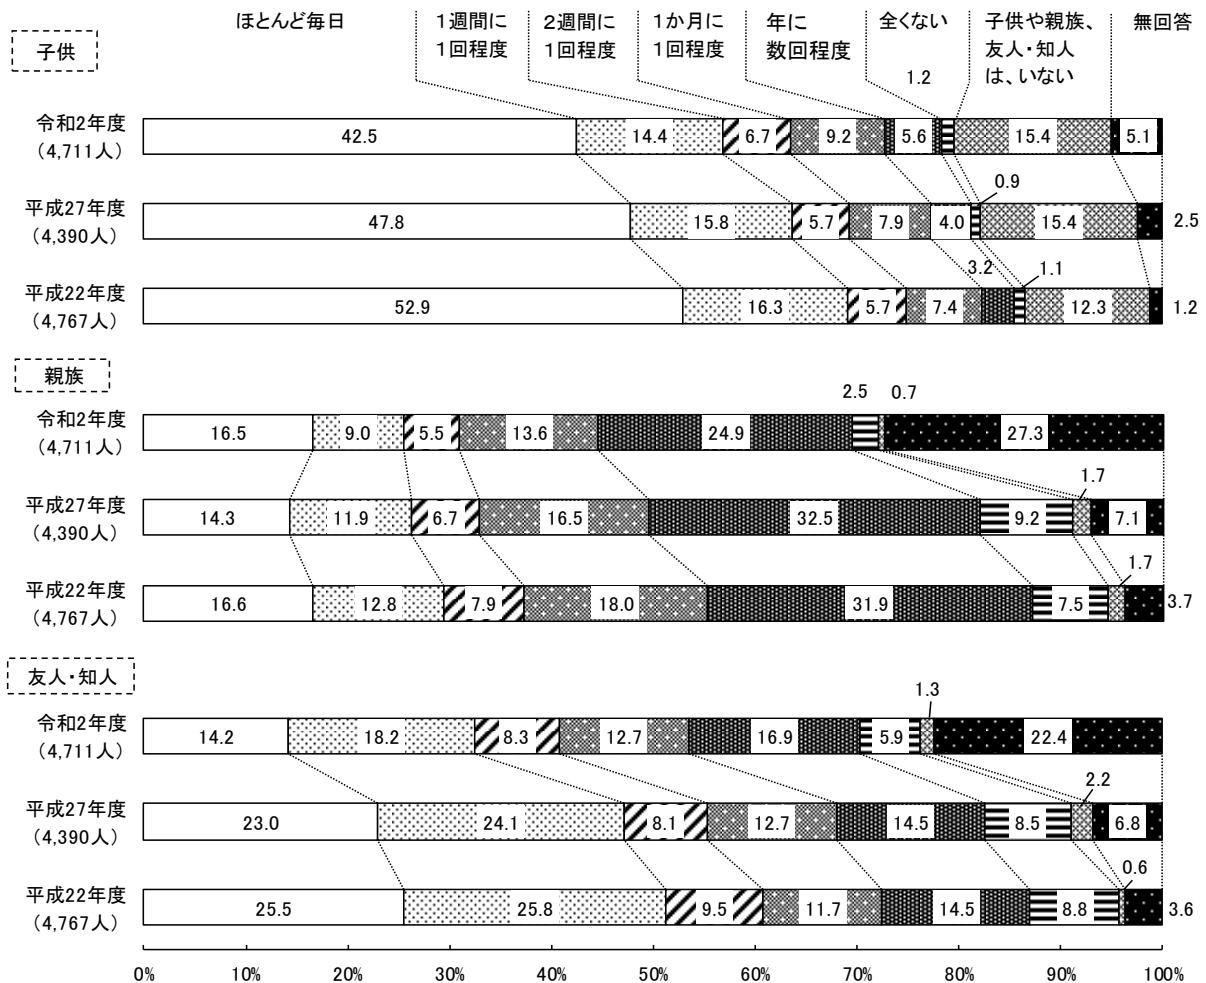 ほとんど毎日
1週間に
1回程度
2週間に
1回程度
1か月に
1回程度
年に
数回程度
全くない
子供や親族、
友人・知人
は、いない
無回答
子供
1.2
令和2年度
(4,711人)
42.5 14.4 6.7 9.2 5.6 15.4 5.1
0.9
平成27年度
(4,390人)
47.8 15.8 5.7 7.9 4.0 15.4 2.5
3.2 1.1
平成22年度
(4,767人)
52.9 16.3 5.7 7.4 12.3 1.2
親族
2.5 0.7
令和2年度
(4,711人)
16.5 9.0 5.5 13.6 24.9 27.3
1.7
平成27年度
(4,390人)
14.3 11.9 6.7 16.5 32.5 9.2 7.1
1.7
平成22年度
(4,767人)
16.6 12.8 7.9 18.0 31.9 7.5 3.7
友人・知人
1.3
令和2年度
(4,711人)
14.2 18.2 8.3 12.7 16.9 5.9 22.4
2.2
平成27年度
(4,390人)
23.0 24.1 8.1 12.7 14.5 8.5 6.8
0.6
平成22年度
(4,767人)
25.5 25.8 9.5 11.7 14.5 8.8 3.6
0% 10% 20% 30% 40% 50% 60% 70% 80% 90% 100%